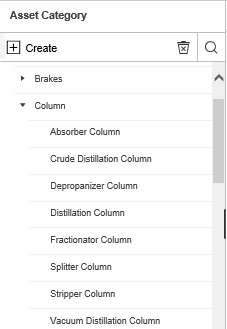 Asset Category
Create
Brakes
Column
Absorber Column
Crude Distillation Column
Depropanizer Column
Distillation Column
Fractionator Column
Splitter Column
Stripper Column
Vacuum Distillation Column